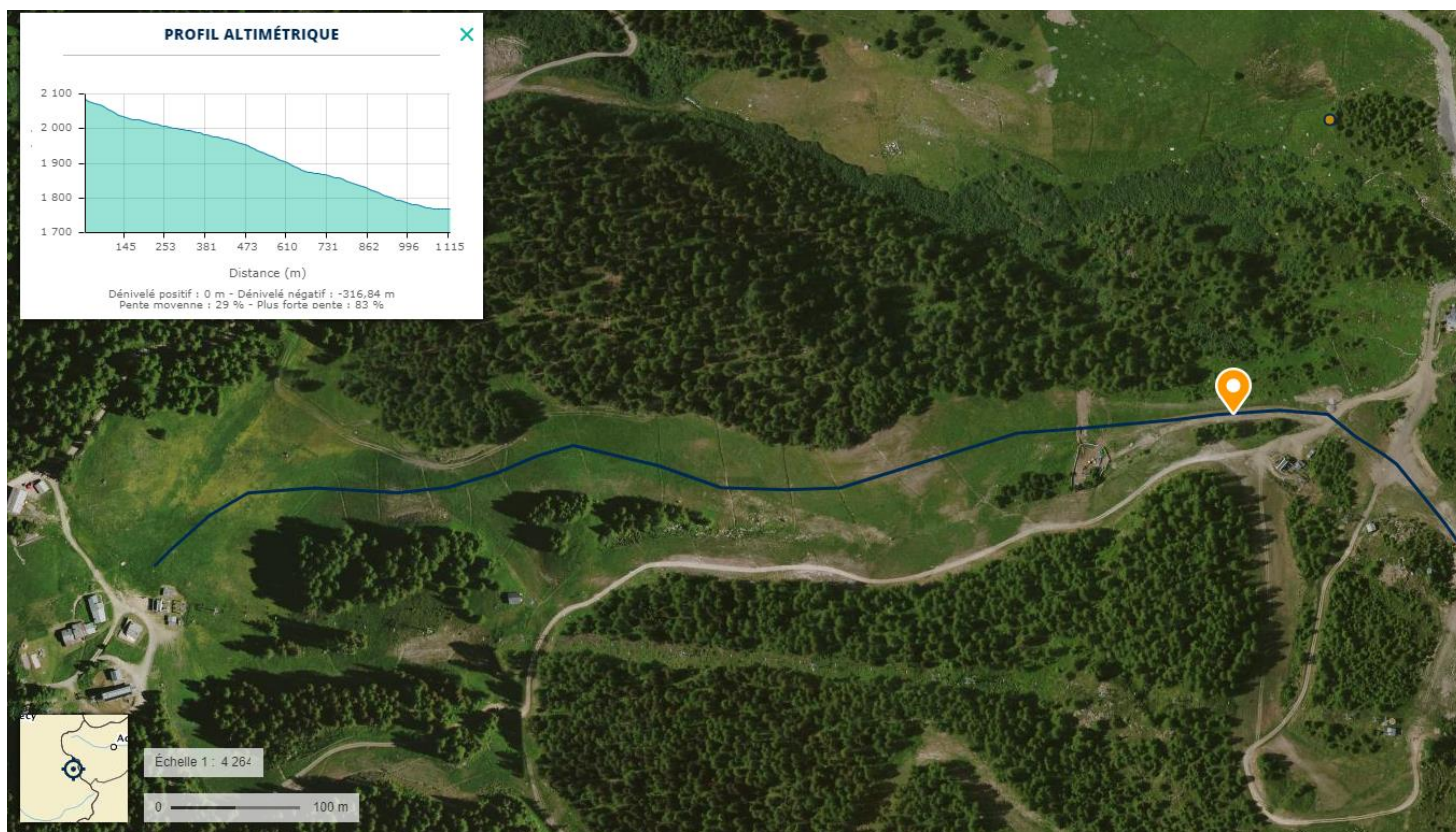 PROFIL ALTIMÉTRIQUE
2 100
2 000
1 900
1 800
1 700
145 253 381 473 610 731 862 996 1 115
Distance (m)
Dénivelé positif : 0 m - Dénivelé négatif : -316,84 m
Pente moyenne : 29 % - Plus forte pente : 83 %
Échelle 1 : 4 264
0 100 m